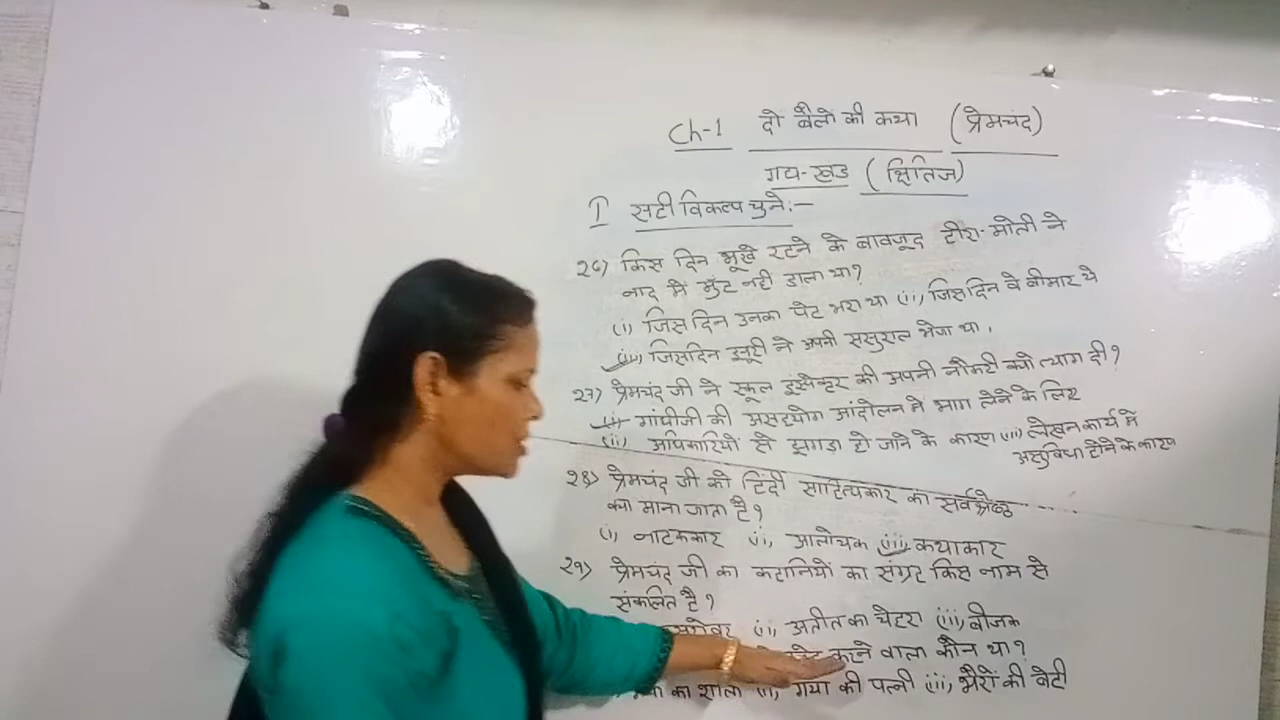 Ch-1 दो बैलों की कथा (प्रेमचंद)
गद्य-खंड (क्षितिज)
I सही विकल्प चुनें:-
26) किस दिन भूखे रहने के बावजूद हीरा-मोती ने
नाद में मुँह नहीं डाला था?
(i) जिस दिन उनका पेट भरा था (ii) जिस दिन वे बीमार थे
(iii) जिसदिन झूरी ने अपनी ससुराल भेजा था।
27) प्रेमचंद जी ने स्कूल इंस्पेक्टर की अपनी नौकरी क्यों त्याग दी?
(i) गांधीजी की असहयोग आंदोलन में भाग लेने के लिए
(ii) अधिकारियों से झगड़ा हो जाने के कारण (iii) लेखन कार्य में
असुविधा होने के कारण
28) प्रेमचंद जी को हिंदी साहित्यकार का सर्वश्रेष्ठ
क्या माना जाता है?
(i) नाटककार (ii) आलोचक (iii) कथाकार
29) प्रेमचंद जी का कहानियों का संग्रह किस नाम से
संकलित है?
(ii) अतीत का चेहरा (iii) बीजक
करने वाला कौन था?
का शाला (ii) गया की पत्नी (iii) भैरों की बेटी